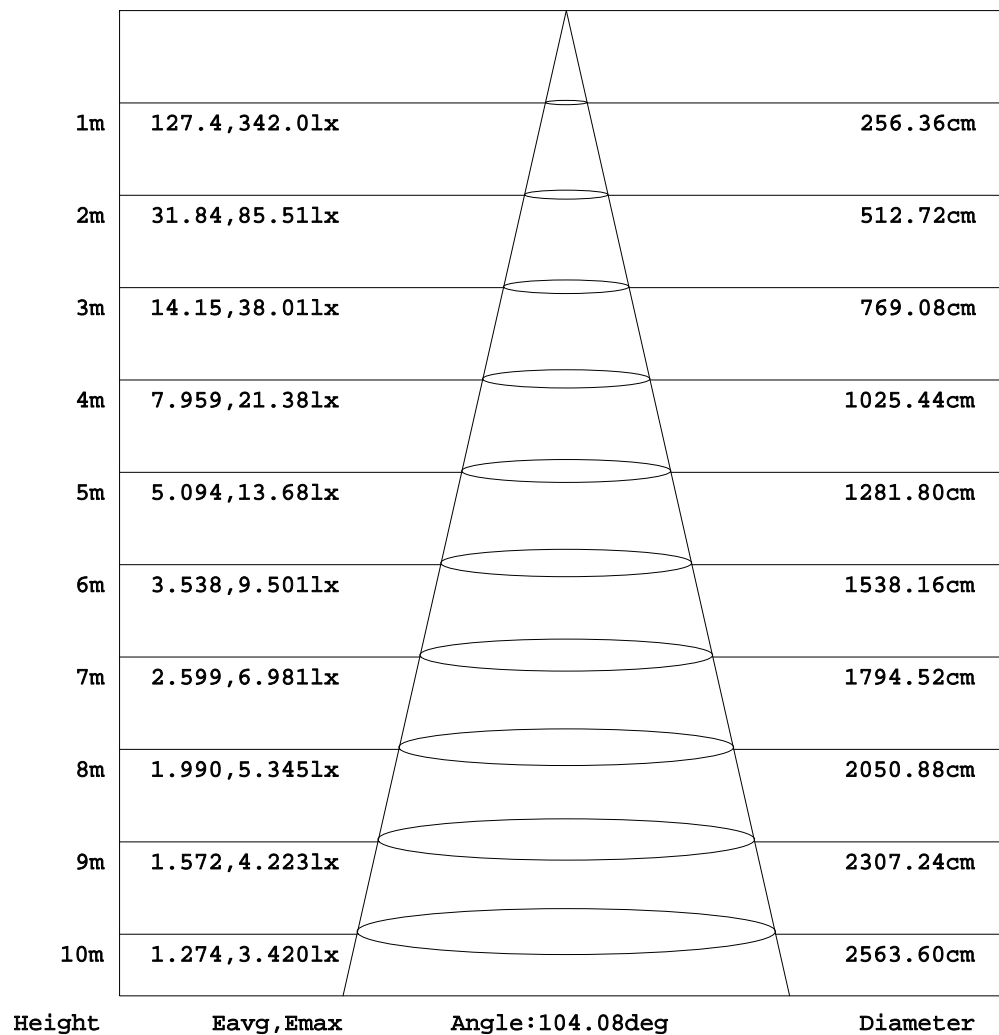 1m 127.4,342.0lx 256.36cm
2m 31.84,85.51lx 512.72cm
3m 14.15,38.01lx 769.08cm
4m 7.959,21.38lx 1025.44cm
5m 5.094,13.68lx 1281.80cm
6m 3.538,9.501lx 1538.16cm
7m 2.599,6.981lx 1794.52cm
8m 1.990,5.345lx 2050.88cm
9m 1.572,4.223lx 2307.24cm
10m 1.274,3.420lx 2563.60cm
Height Eavg,Emax Angle:104.08deg Diameter